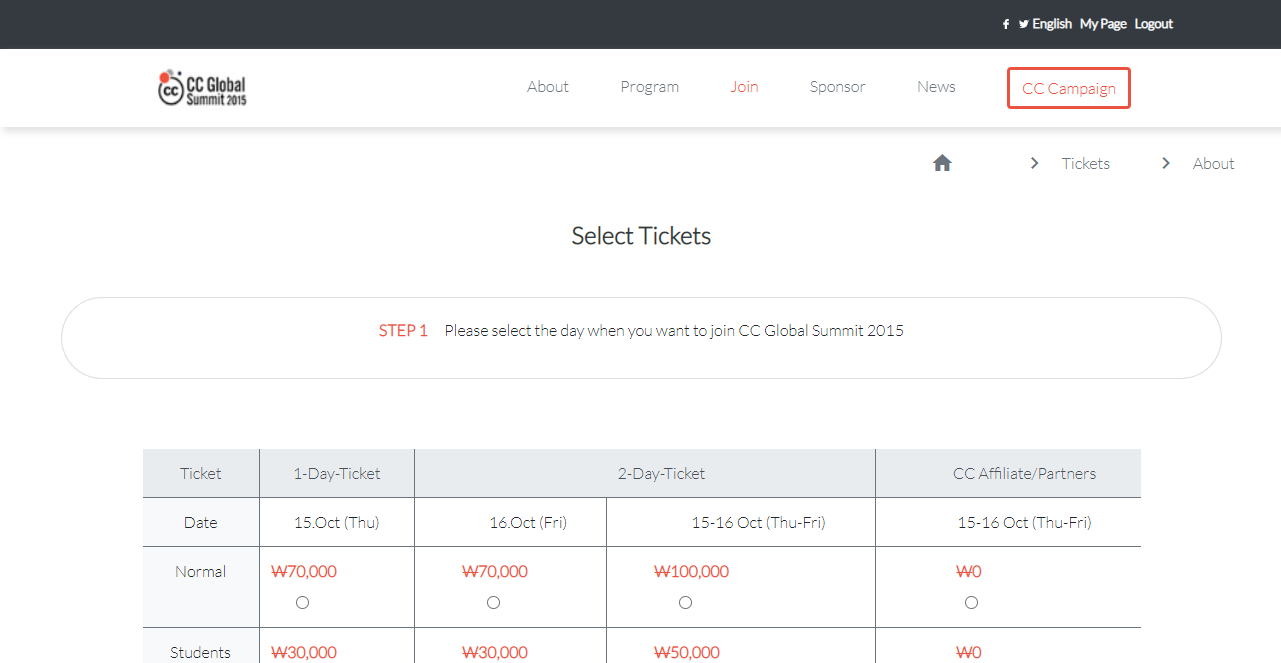 English My Page Logout
CC Global
Summit 2015
cc
About Program Join Sponsor News CC Campaign
Tickets About
Select Tickets
STEP 1 Please select the day when you want to join CC Global Summit 2015
Ticket 1-Day-Ticket 2-Day-Ticket CC Affiliate/Partners
Date 15.Oct (Thu) 16.Oct (Fri) 15-16 Oct (Thu-Fri) 15-16 Oct (Thu-Fri)
Normal ₩70,000 ₩70,000 ₩100,000 ₩0
Students ₩30,000 ₩30,000 ₩50,000 ₩0